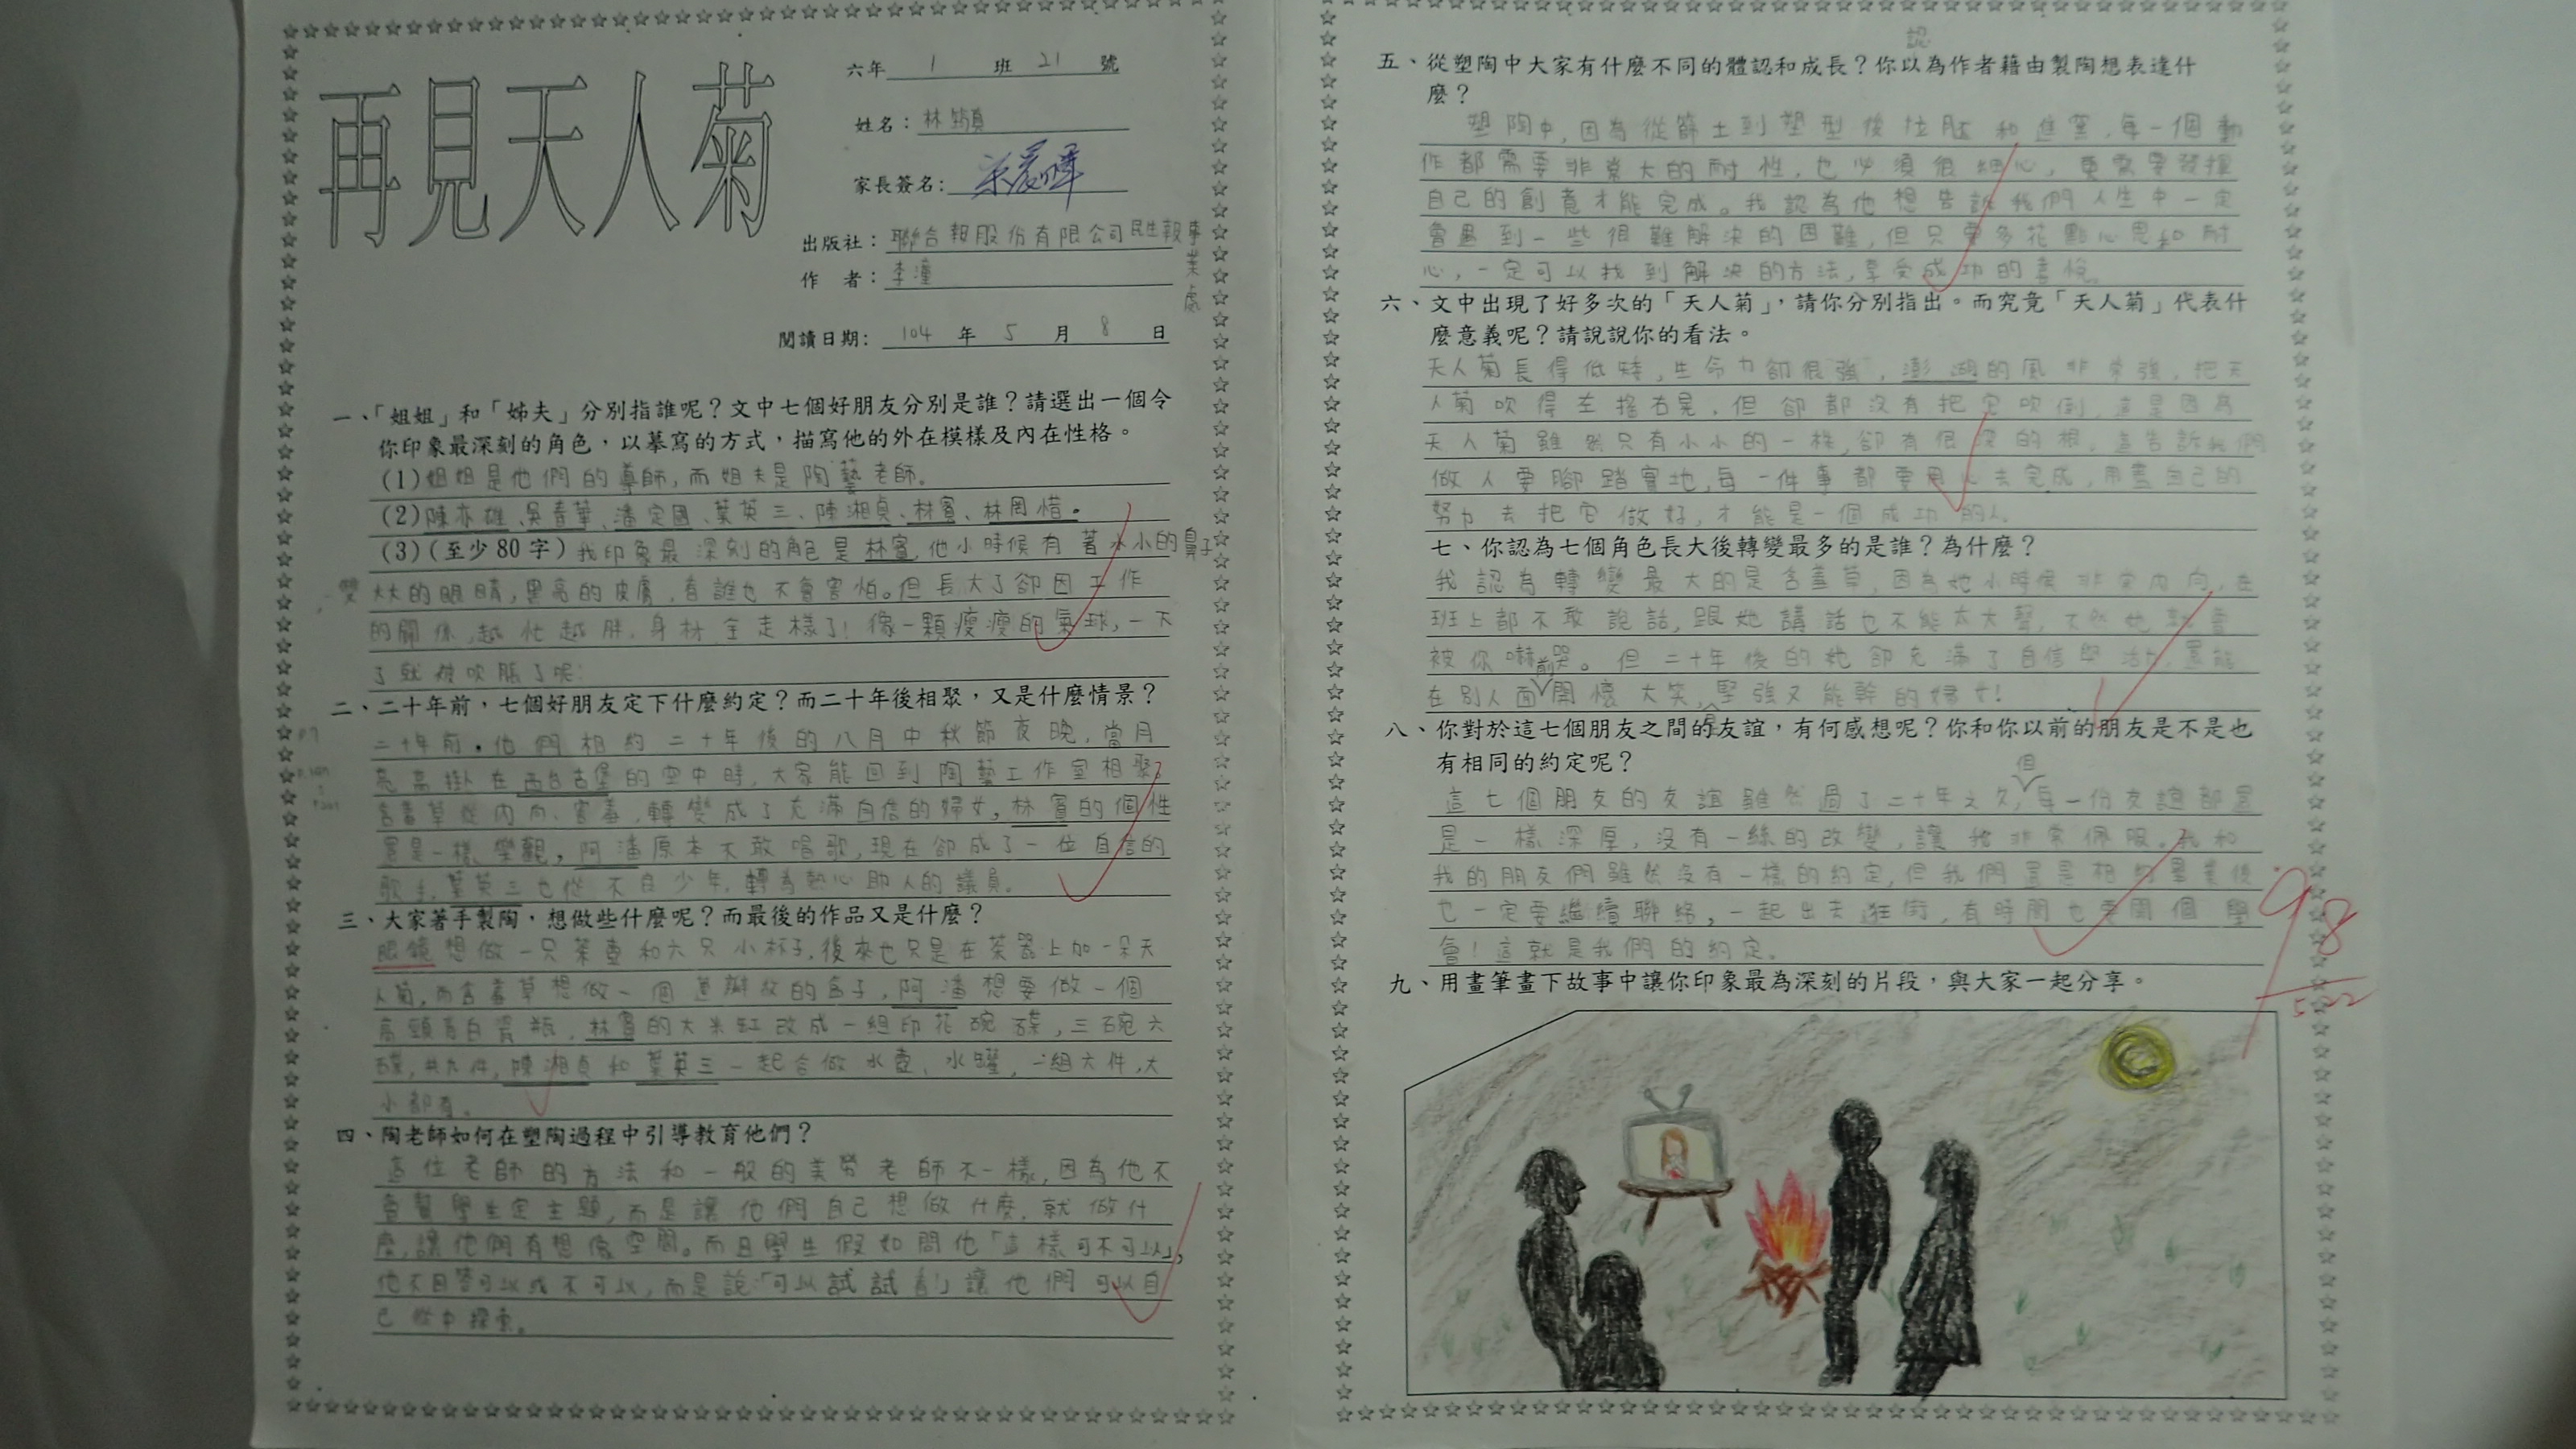 再見天人菊
六年 1 班 21 號
姓名：林
家長簽名：
出版社：聯合報股份有限公司民生報事業處
作　者：李潼
閱讀日期：104 年 5 月 8 日
一、「姐姐」和「姊夫」分別指誰呢？文中七個好朋友分別是誰？請選出一個令
你印象最深刻的角色，以摹寫的方式，描寫他的外在模樣及內在性格。
(1)姐姐是他們的導師，而姐夫是陶藝老師。
(2)陳亦雄、吳春華、潘定國、葉英三、陳湘貞、林賓、林罔惜。
(3)(至少80字)我印象最深刻的角色是林賓，他小時候有著小小的鼻子
，雙大大的眼睛，黑亮的皮膚，看誰也不會害怕。但長大了卻因工作
的關係，越忙越胖，身材全走樣了！像一顆瘦瘦的氣球，一下
了就被吹脹了呢！
二、二十年前，七個好朋友定下什麼約定？而二十年後相聚，又是什麼情景？
二十年前，他們相約二十年後的八月中秋節夜晚，當月
亮高掛在西台古堡的空中時，大家能回到陶藝工作室相聚。
含羞草從內向、害羞，轉變成了充滿自信的婦女，林賓的個性
還是一樣樂觀，阿潘原本不敢唱歌，現在卻成了一位自信的
歌手，葉英三也從不良少年，轉為熱心助人的議員。
三、大家著手製陶，想做些什麼呢？而最後的作品又是什麼？
眼鏡想做一只茶壺和六只小杯子，後來也只是在茶器上加一朵天
人菊，而含羞草想做一個蓮瓣紋的盒子，阿潘想要做一個
高頸青白瓷瓶，林賓的大米缸改成一組印花碗碟，三碗六
碟，共九件，陳湘貞和葉英三一起合做水壺、水罐，一組六件，大
小都有。
四、陶老師如何在塑陶過程中引導教育他們？
這位老師的方法和一般的美勞老師不一樣，因為他不
會幫學生定主題，而是讓他們自己想做什麼，就做什
麼，讓他們有想像空間。而且學生假如問他「這樣可不可以」，
他不回答可以或不可以，而是說：「可以試試看！」讓他們可以自
己從中探索。
五、從塑陶中大家有什麼不同的體認和成長？你以為作者藉由製陶想表達什
麼？
塑陶中，因為從篩土到塑型後拉胚和進窯，每一個動
作都需要非常大的耐性，也必須很細心，更需要發揮
自己的創意才能完成。我認為他想告訴我們人生中一定
會遇到一些很難解決的困難，但只要多花點心思和耐
心，一定可以找到解決的方法，享受成功的喜悅。
六、文中出現了好多次的「天人菊」，請你分別指出。而究竟「天人菊」代表什
麼意義呢？請說說你的看法。
天人菊長得低矮，生命力卻很強，澎湖的風非常強，把天
人菊吹得左搖右晃，但卻都沒有把它吹倒，這是因為
天人菊雖然只有小小的一株，卻有很深的根，這告訴我們
做人要腳踏實地，每一件事都要用心去完成，用盡自己的
努力去把它做好，才能是一個成功的人。
七、你認為七個角色長大後轉變最多的是誰？為什麼？
我認為轉變最大的是含羞草，因為她小時候非常內向，在
班上都不敢說話，跟她講話也不能太大聲，不然她就會
被你嚇哭。但二十年後的她卻充滿了自信與活力，還能
在別人面前開懷大笑，堅強又能幹的婦女！
八、你對於這七個朋友之間的友誼，有何感想呢？你和你以前的朋友是不是也
有相同的約定呢？
這七個朋友的友誼雖然過了二十年之久，但每一份友誼都還
是一樣深厚，沒有一絲的改變，讓我非常佩服。我和
我的朋友們雖然沒有一樣的約定，但我們還是相約畢業後
也一定要繼續聯絡，一起出去逛街，有時間也要開個同學
會！這就是我們的約定。
九、用畫筆畫下故事中讓你印象最為深刻的片段，與大家一起分享。
98
5/22